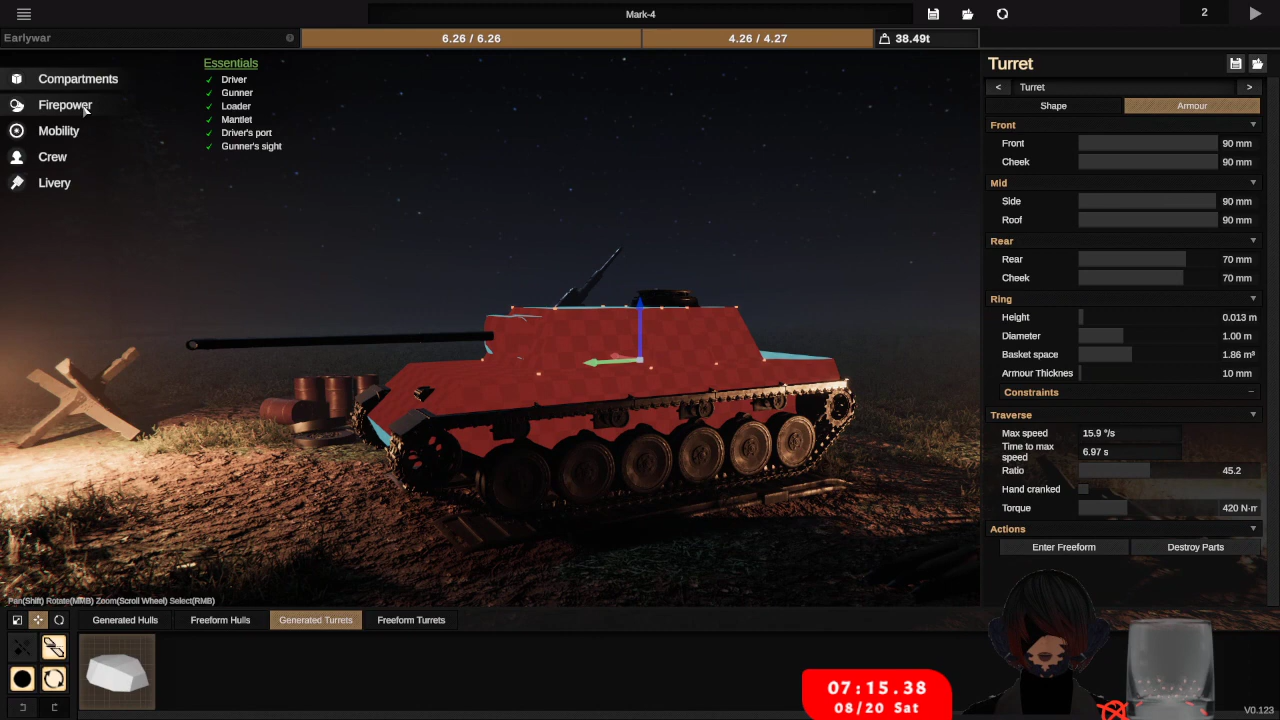 Mark-4
2
Earlywar
6.26 / 6.26
4.26 / 4.27
38.49t
Compartments
Firepower
Mobility
Crew
Livery
Essentials
Driver
Gunner
Loader
Mantlet
Driver's port
Gunner's sight
Turret
< Turret >
Shape Armour
Front
Front 90 mm
Cheek 90 mm
Mid
Side 90 mm
Roof 90 mm
Rear
Rear 70 mm
Cheek 70 mm
Ring
Height 0.013 m
Diameter 1.00 m
Basket space 1.86 m³
Armour Thicknes 10 mm
Constraints
Traverse
Max speed 15.9 °/s
Time to max speed 6.97 s
Ratio 45.2
Hand cranked
Torque 420 N·m
Actions
Enter Freeform Destroy Parts
Pan(Shift) Rotate(MMB) Zoom(Scroll Wheel) Select(RMB)
Generated Hulls Freeform Hulls Generated Turrets Freeform Turrets
07:15.38
08/20 Sat
V0.123